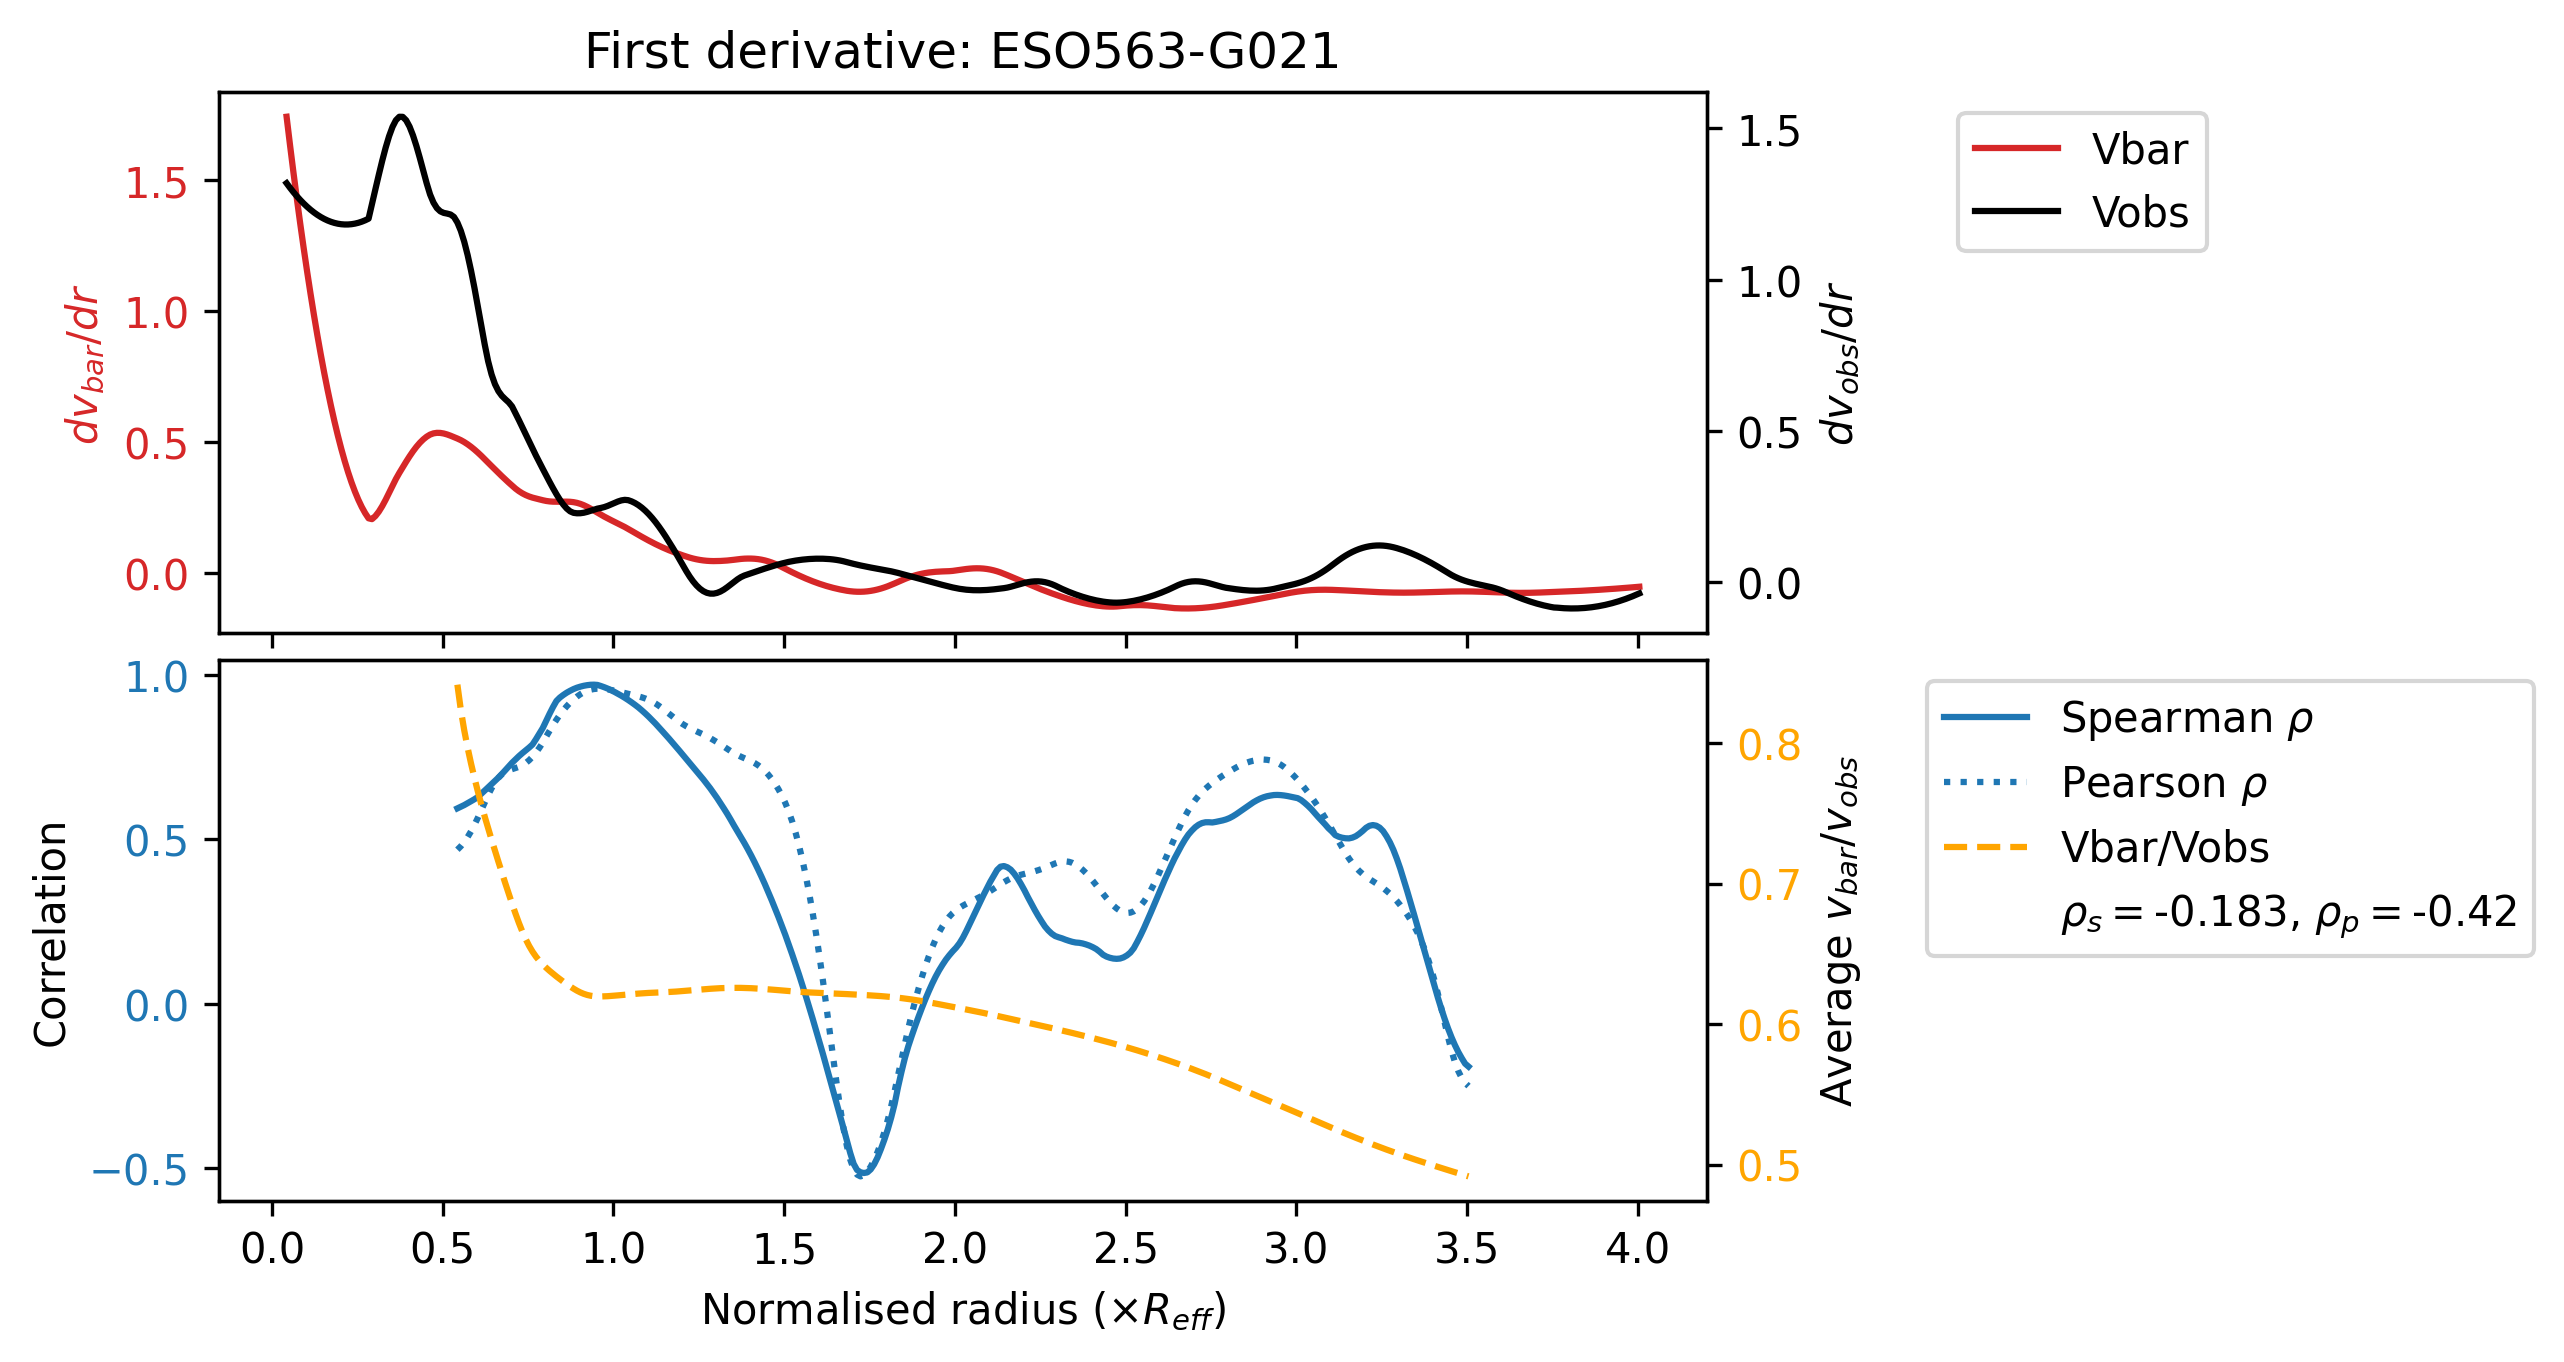 First derivative: ESO563-G021
1.5
1.0
0.5
0.0
dv_bar/dr
1.5
1.0
0.5
0.0
dv_obs/dr
Vbar
Vobs
1.0
0.5
0.0
−0.5
Correlation
0.8
0.7
0.6
0.5
Average v_bar/v_obs
Spearman ρ
Pearson ρ
Vbar/Vobs
ρ_s = -0.183, ρ_p = -0.42
0.0 0.5 1.0 1.5 2.0 2.5 3.0 3.5 4.0
Normalised radius (×R_eff)